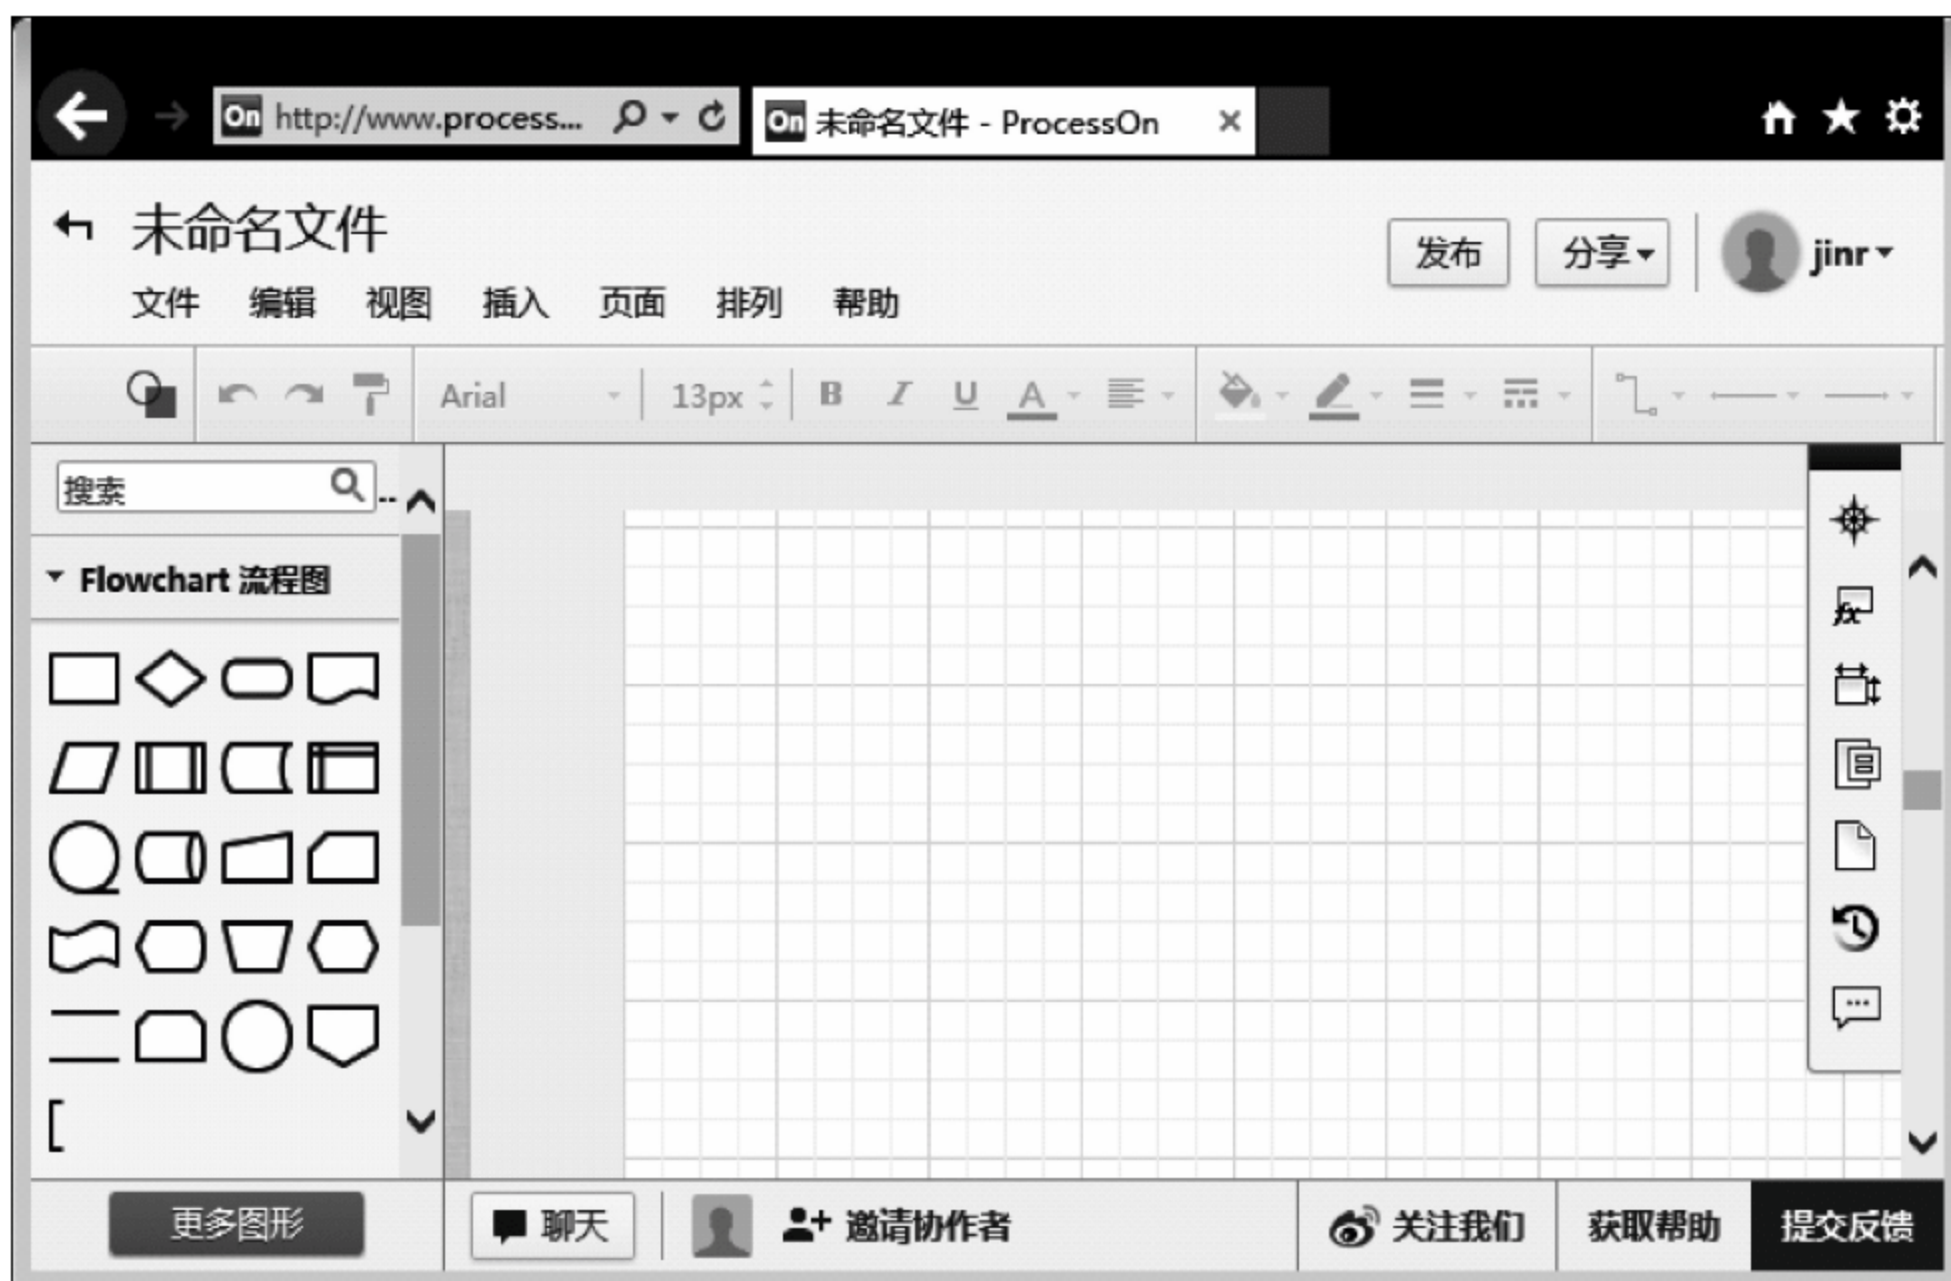 On http://www.process... On 未命名文件 - ProcessOn
未命名文件
发布 分享 jinr
文件 编辑 视图 插入 页面 排列 帮助
Arial 13px B I U A
搜索 ..
Flowchart 流程图
fx
更多图形 聊天 邀请协作者 关注我们 获取帮助 提交反馈